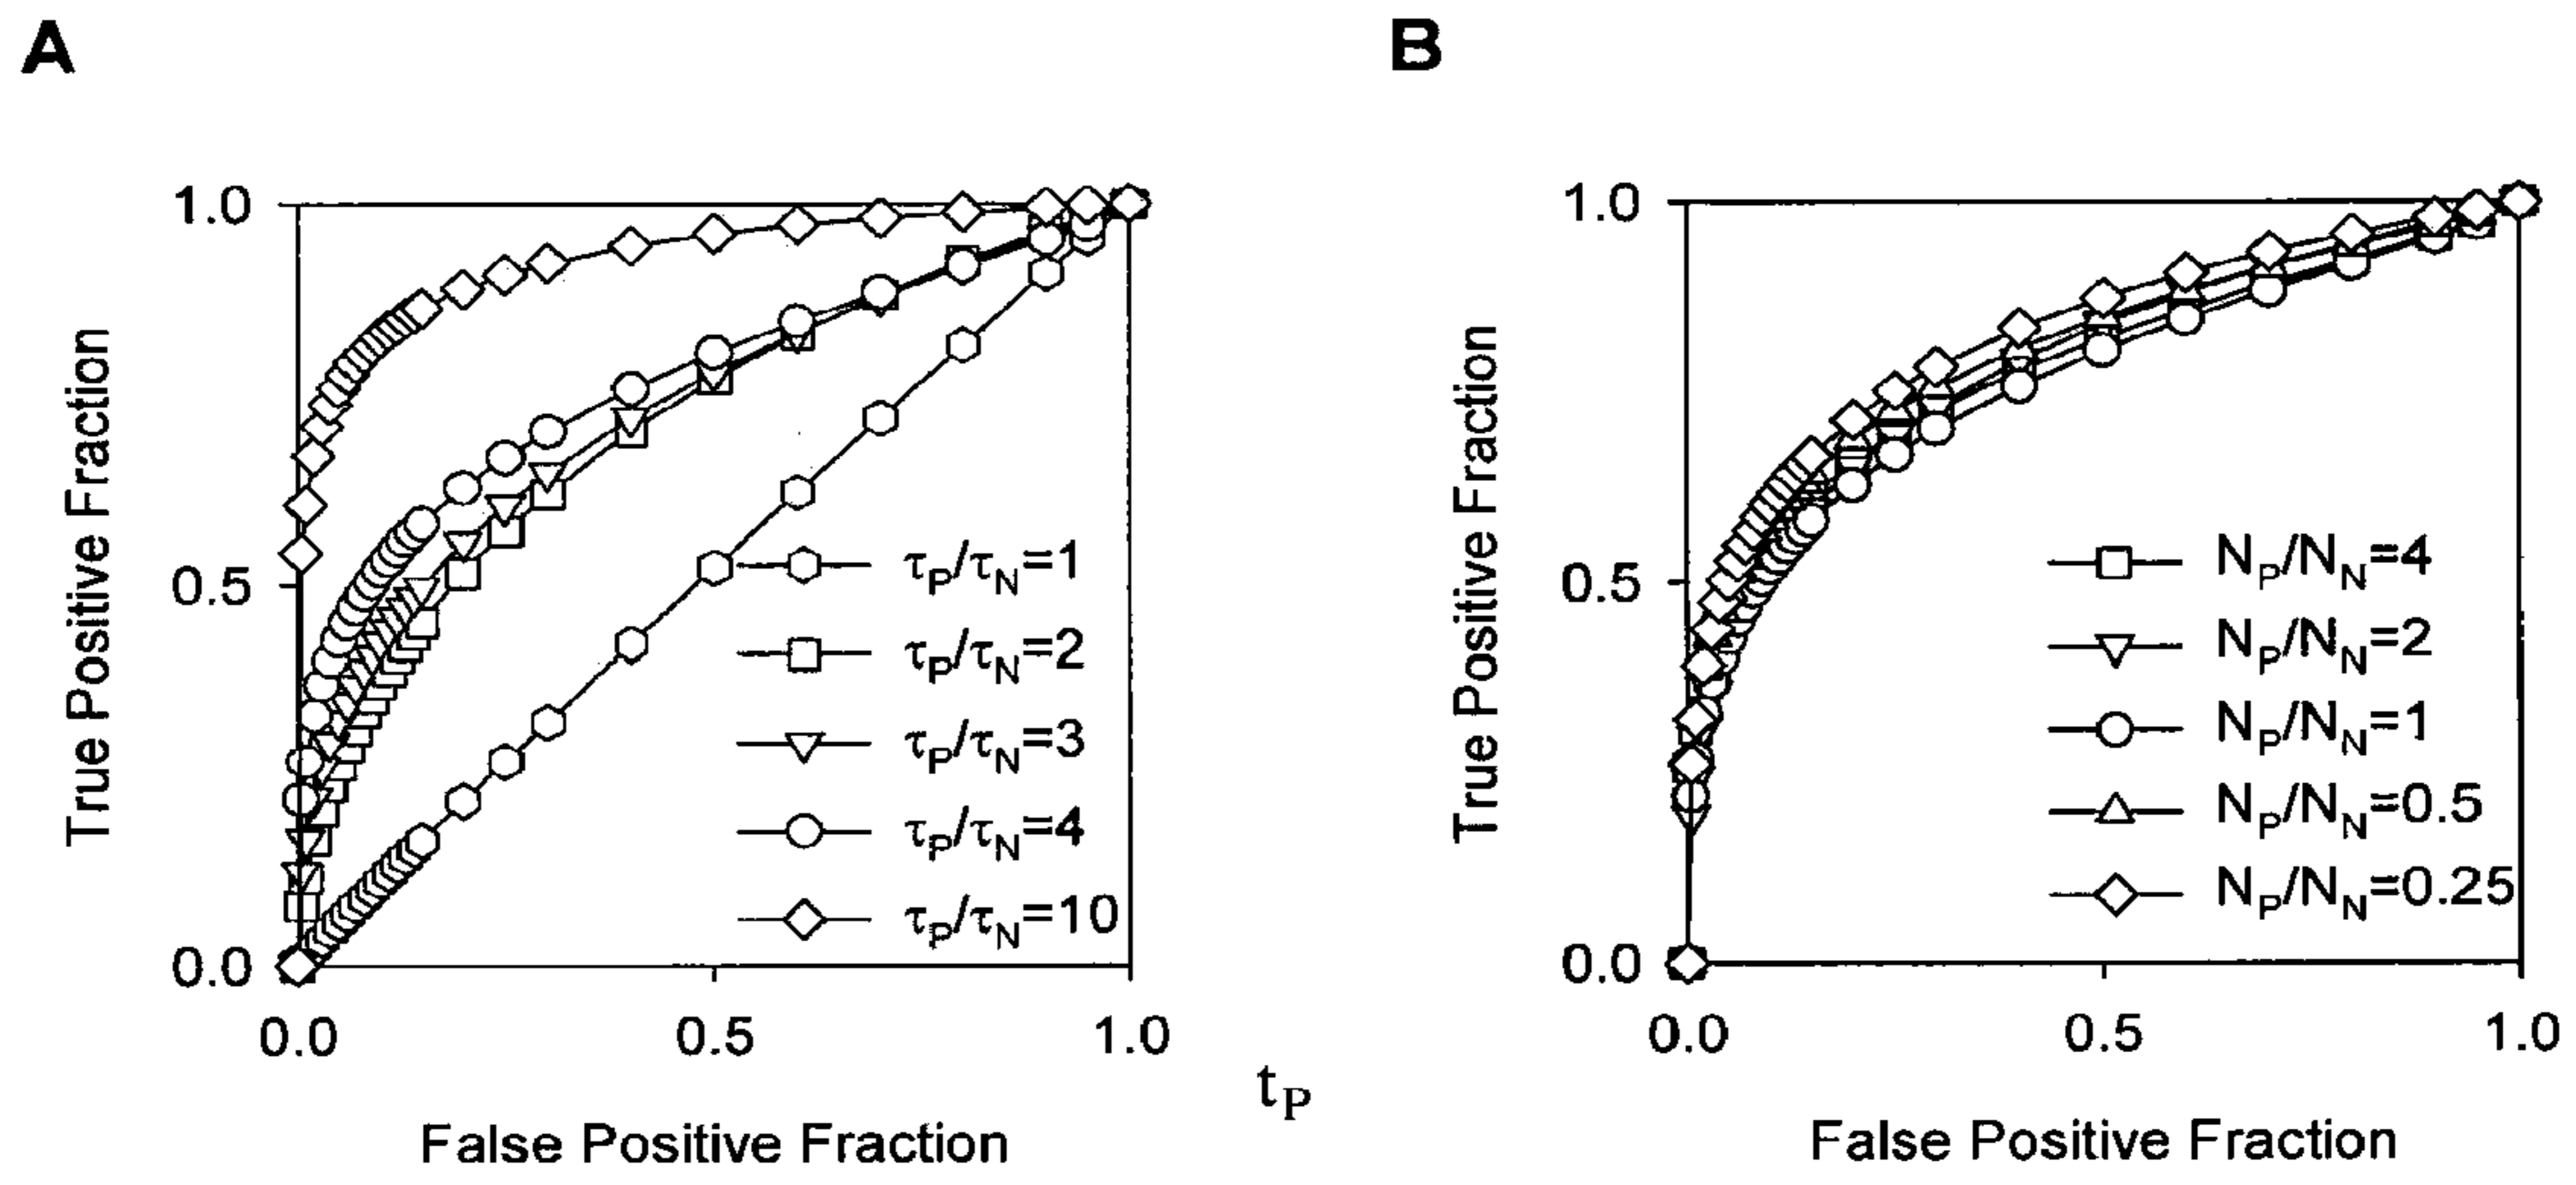 A
B
True Positive Fraction
1.0
0.5
0.0
τP/τN=1
τP/τN=2
τP/τN=3
τP/τN=4
τP/τN=10
0.0 0.5 1.0
False Positive Fraction
tP
True Positive Fraction
1.0
0.5
0.0
NP/NN=4
NP/NN=2
NP/NN=1
NP/NN=0.5
NP/NN=0.25
0.0 0.5 1.0
False Positive Fraction